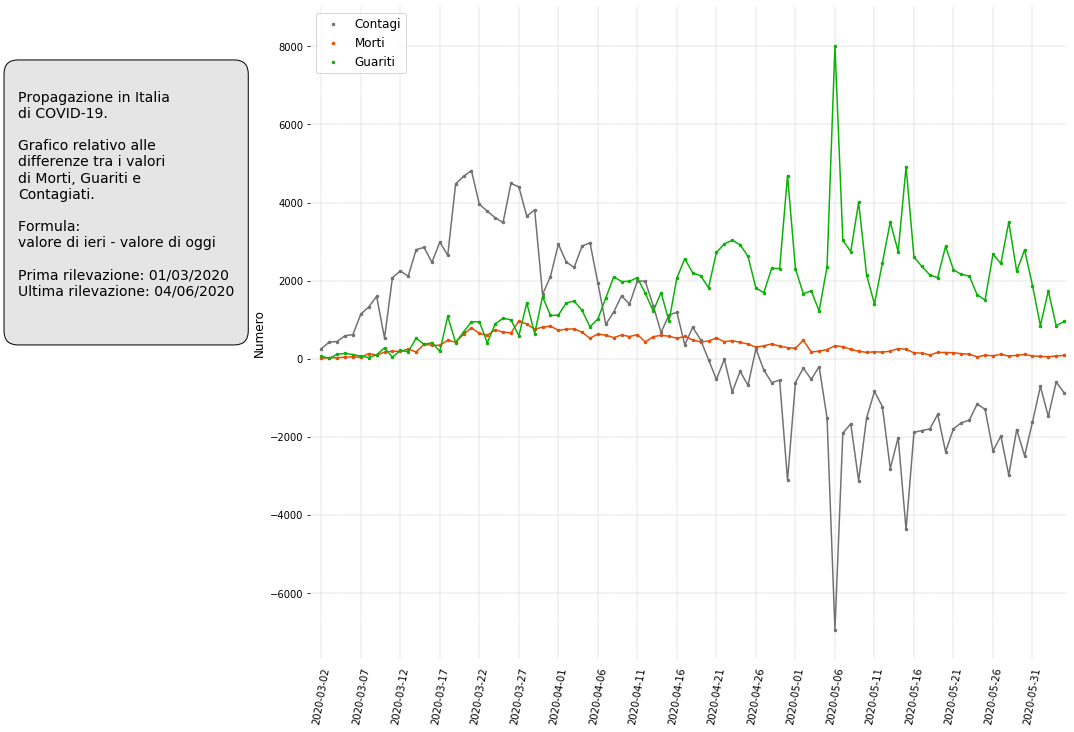 Propagazione in Italia
di COVID-19.
Grafico relativo alle
differenze tra i valori
di Morti, Guariti e
Contagiati.
Formula:
valore di ieri - valore di oggi
Prima rilevazione: 01/03/2020
Ultima rilevazione: 04/06/2020
Contagi
Morti
Guariti
Numero
8000
6000
4000
2000
0
−2000
−4000
−6000
2020-03-02
2020-03-07
2020-03-12
2020-03-17
2020-03-22
2020-03-27
2020-04-01
2020-04-06
2020-04-11
2020-04-16
2020-04-21
2020-04-26
2020-05-01
2020-05-06
2020-05-11
2020-05-16
2020-05-21
2020-05-26
2020-05-31